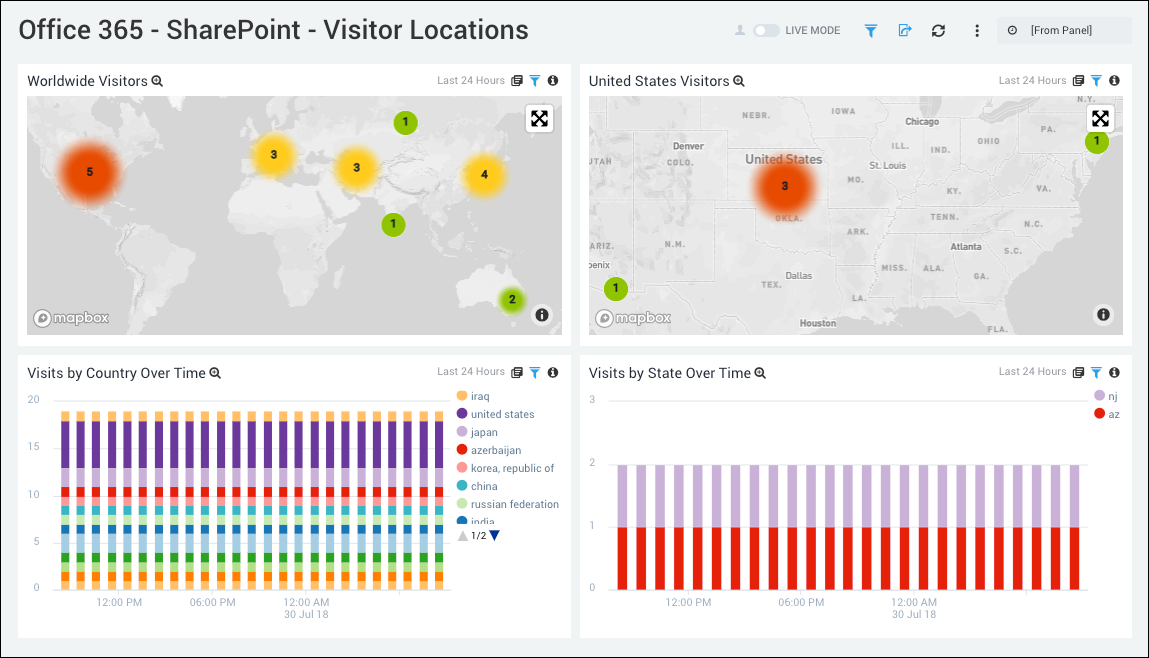 Office 365 - SharePoint - Visitor Locations
LIVE MODE
[From Panel]
Worldwide Visitors
Last 24 Hours
5
3
3
1
4
1
2
mapbox
United States Visitors
Last 24 Hours
N.Y.
IOWA
NEBR.
Chicago
PA.
1
OHIO
Denver
ILL.
IND.
UTAH
COLO.
United States
St. Louis
3
MO.
KY.
VA.
OKLA.
TENN.
N.C.
ARK.
ARIZ.
N.M.
Atlanta
S.C.
oenix
MISS.
ALA.
GA.
Dallas
TEX.
1
LA.
mapbox
Houston
FLA.
Visits by Country Over Time
Last 24 Hours
20
15
10
5
0
12:00 PM
06:00 PM
12:00 AM
30 Jul 18
iraq
united states
japan
azerbaijan
korea, republic of
china
russian federation
india
1/2
Visits by State Over Time
Last 24 Hours
3
2
1
0
12:00 PM
06:00 PM
12:00 AM
30 Jul 18
nj
az